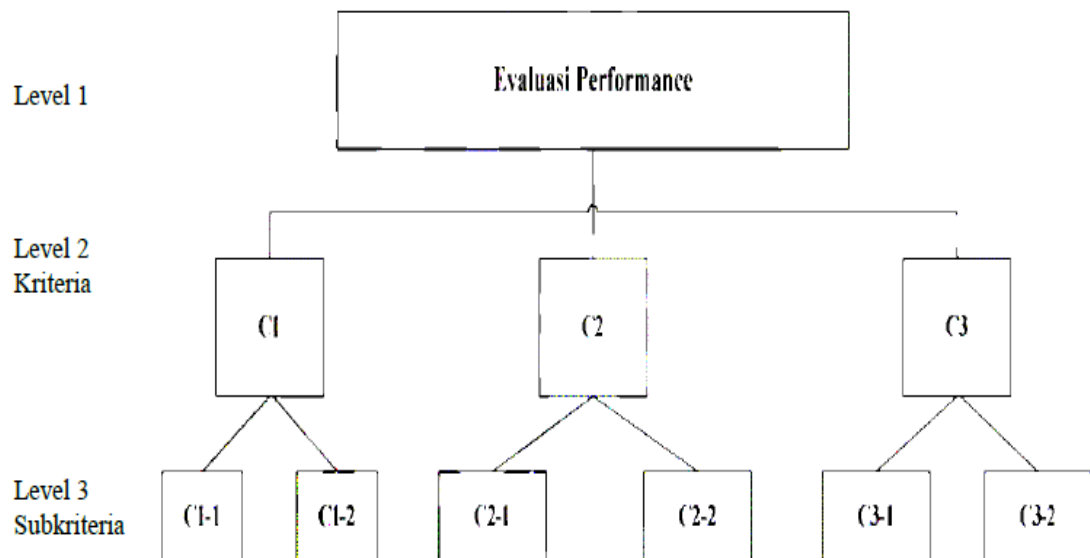 Evaluasi Performance
Level 1
Level 2
Kriteria
C1
C2
C3
Level 3
Subkriteria
C1-1
C1-2
C2-1
C2-2
C3-1
C3-2